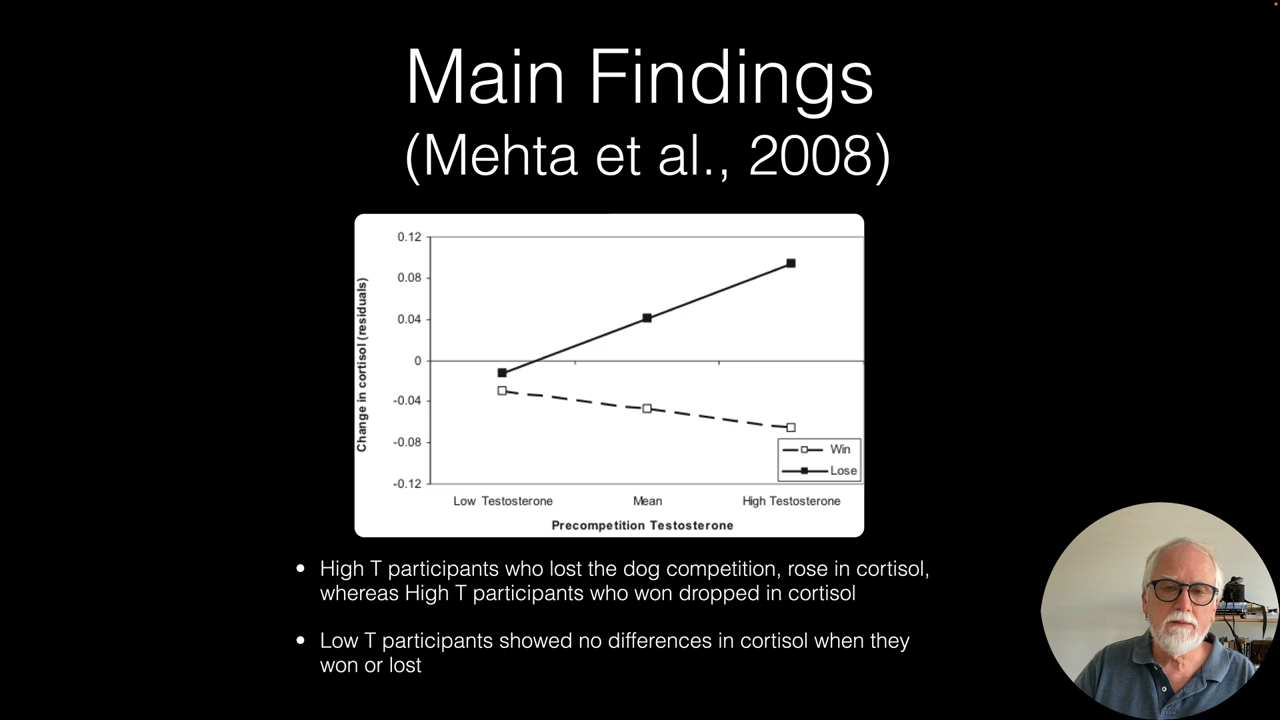 Main Findings
(Mehta et al., 2008)
0.12
0.08
0.04
0
-0.04
-0.08
-0.12
Change in cortisol (residuals)
Win
Lose
Low Testosterone
Mean
High Testosterone
Precompetition Testosterone
• High T participants who lost the dog competition, rose in cortisol,
whereas High T participants who won dropped in cortisol
• Low T participants showed no differences in cortisol when they
won or lost